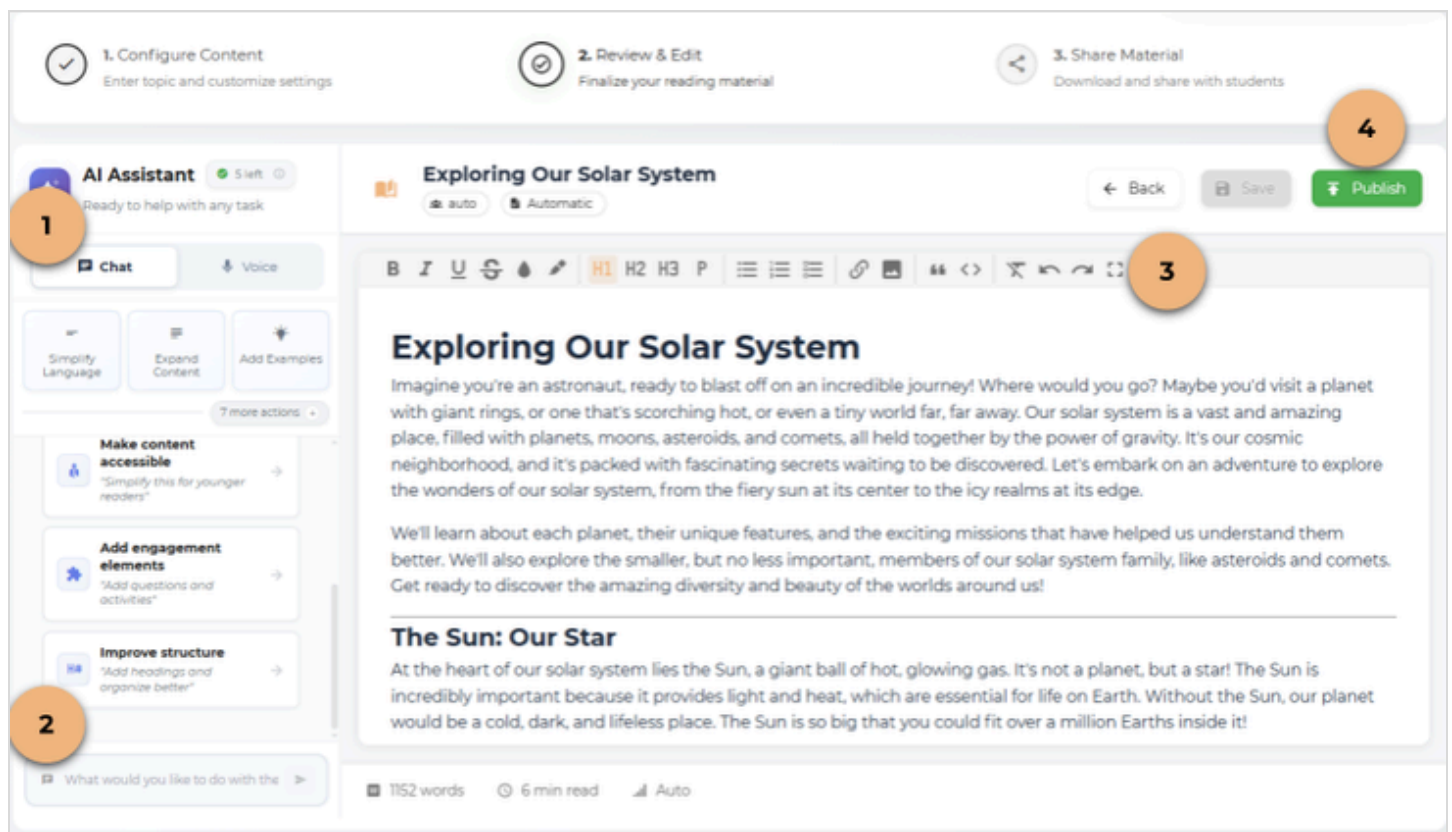 1. Configure Content
Enter topic and customize settings
2. Review & Edit
Finalize your reading material
3. Share Material
Download and share with students
4
AI Assistant
5 left
Ready to help with any task
1
Chat
Voice
Simplify
Language
Expand
Content
Add Examples
7 more actions
Make content
accessible
"Simplify this for younger
readers"
Add engagement
elements
"Add questions and
activities"
Improve structure
"Add headings and
organize better"
2
What would you like to do with the
Exploring Our Solar System
auto
Automatic
Back
Save
Publish
B I U S H1 H2 H3 P
3
Exploring Our Solar System
Imagine you're an astronaut, ready to blast off on an incredible journey! Where would you go? Maybe you'd visit a planet
with giant rings, or one that's scorching hot, or even a tiny world far, far away. Our solar system is a vast and amazing
place, filled with planets, moons, asteroids, and comets, all held together by the power of gravity. It's our cosmic
neighborhood, and it's packed with fascinating secrets waiting to be discovered. Let's embark on an adventure to explore
the wonders of our solar system, from the fiery sun at its center to the icy realms at its edge.
We'll learn about each planet, their unique features, and the exciting missions that have helped us understand them
better. We'll also explore the smaller, but no less important, members of our solar system family, like asteroids and comets.
Get ready to discover the amazing diversity and beauty of the worlds around us!
The Sun: Our Star
At the heart of our solar system lies the Sun, a giant ball of hot, glowing gas. It's not a planet, but a star! The Sun is
incredibly important because it provides light and heat, which are essential for life on Earth. Without the Sun, our planet
would be a cold, dark, and lifeless place. The Sun is so big that you could fit over a million Earths inside it!
1152 words
6 min read
Auto